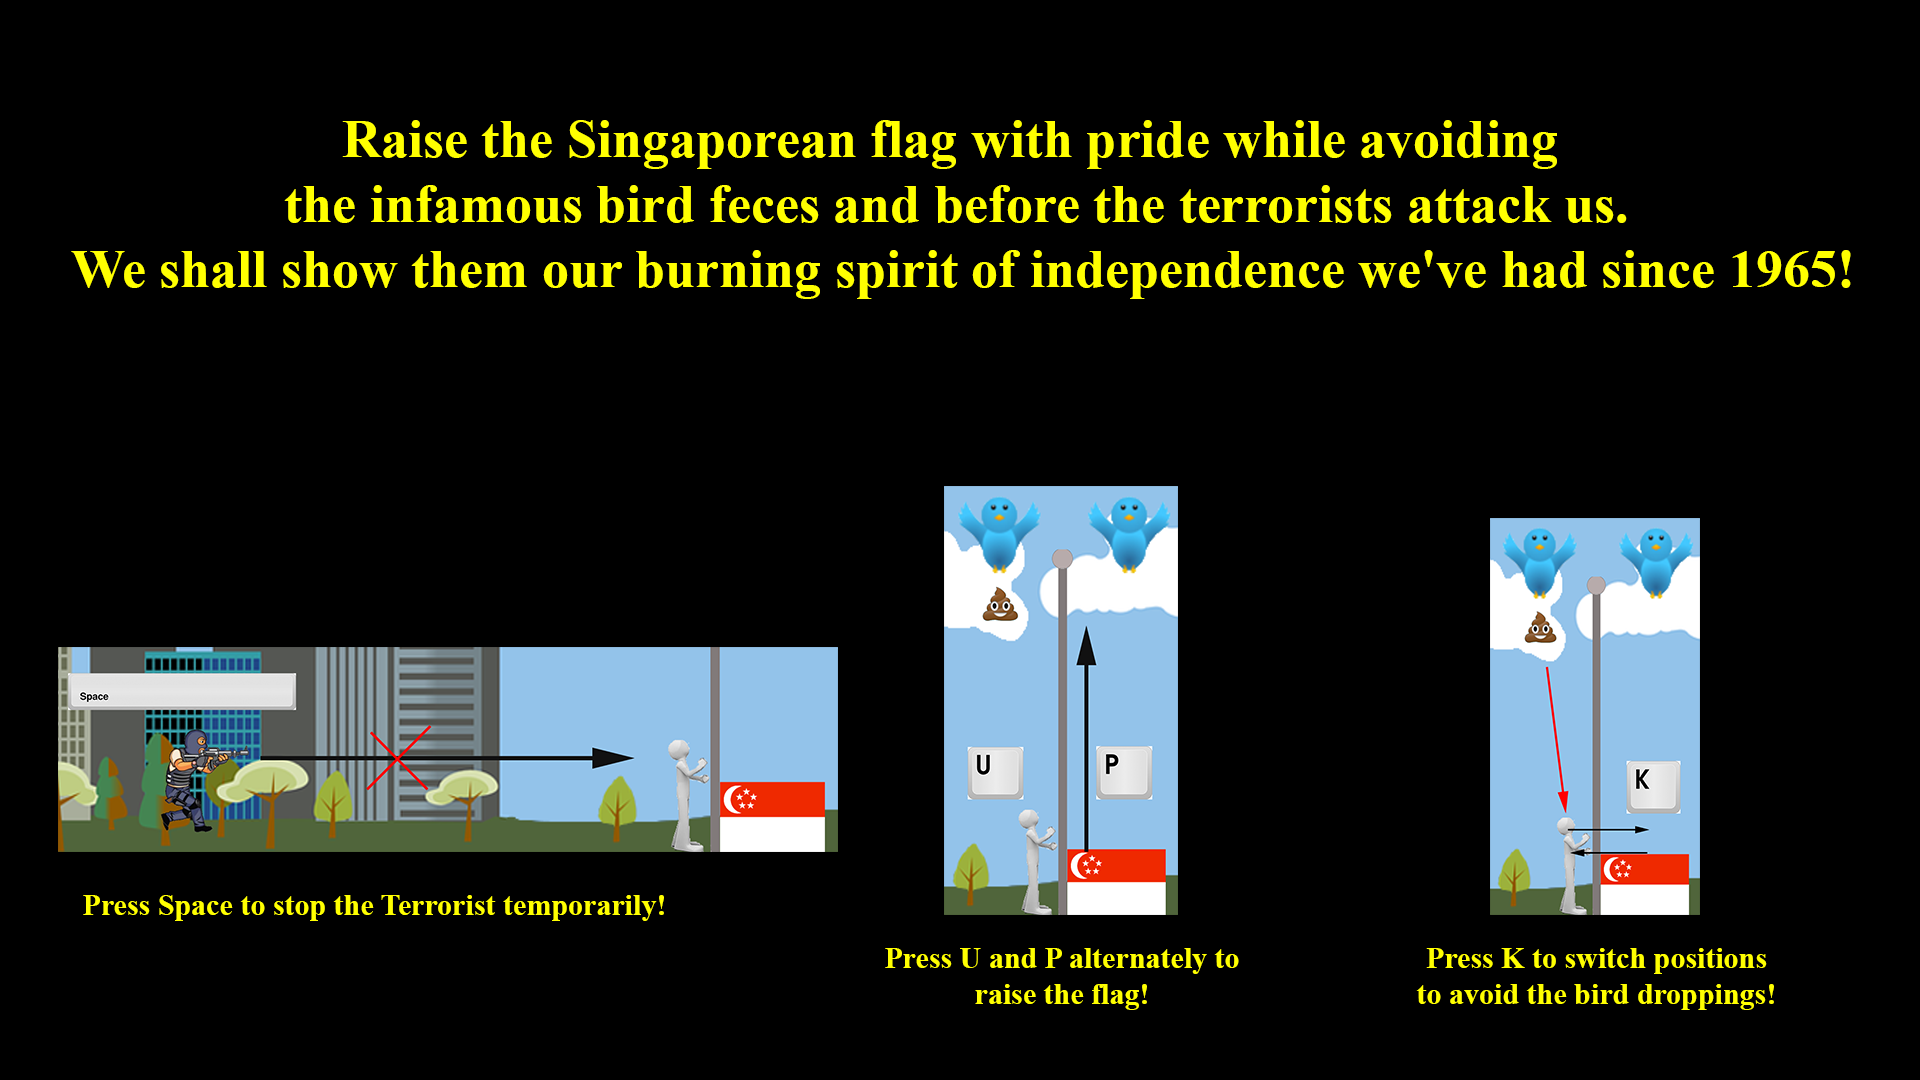 Raise the Singaporean flag with pride while avoiding
the infamous bird feces and before the terrorists attack us.
We shall show them our burning spirit of independence we've had since 1965!
Space
Press Space to stop the Terrorist temporarily!
U
P
Press U and P alternately to
raise the flag!
K
Press K to switch positions
to avoid the bird droppings!